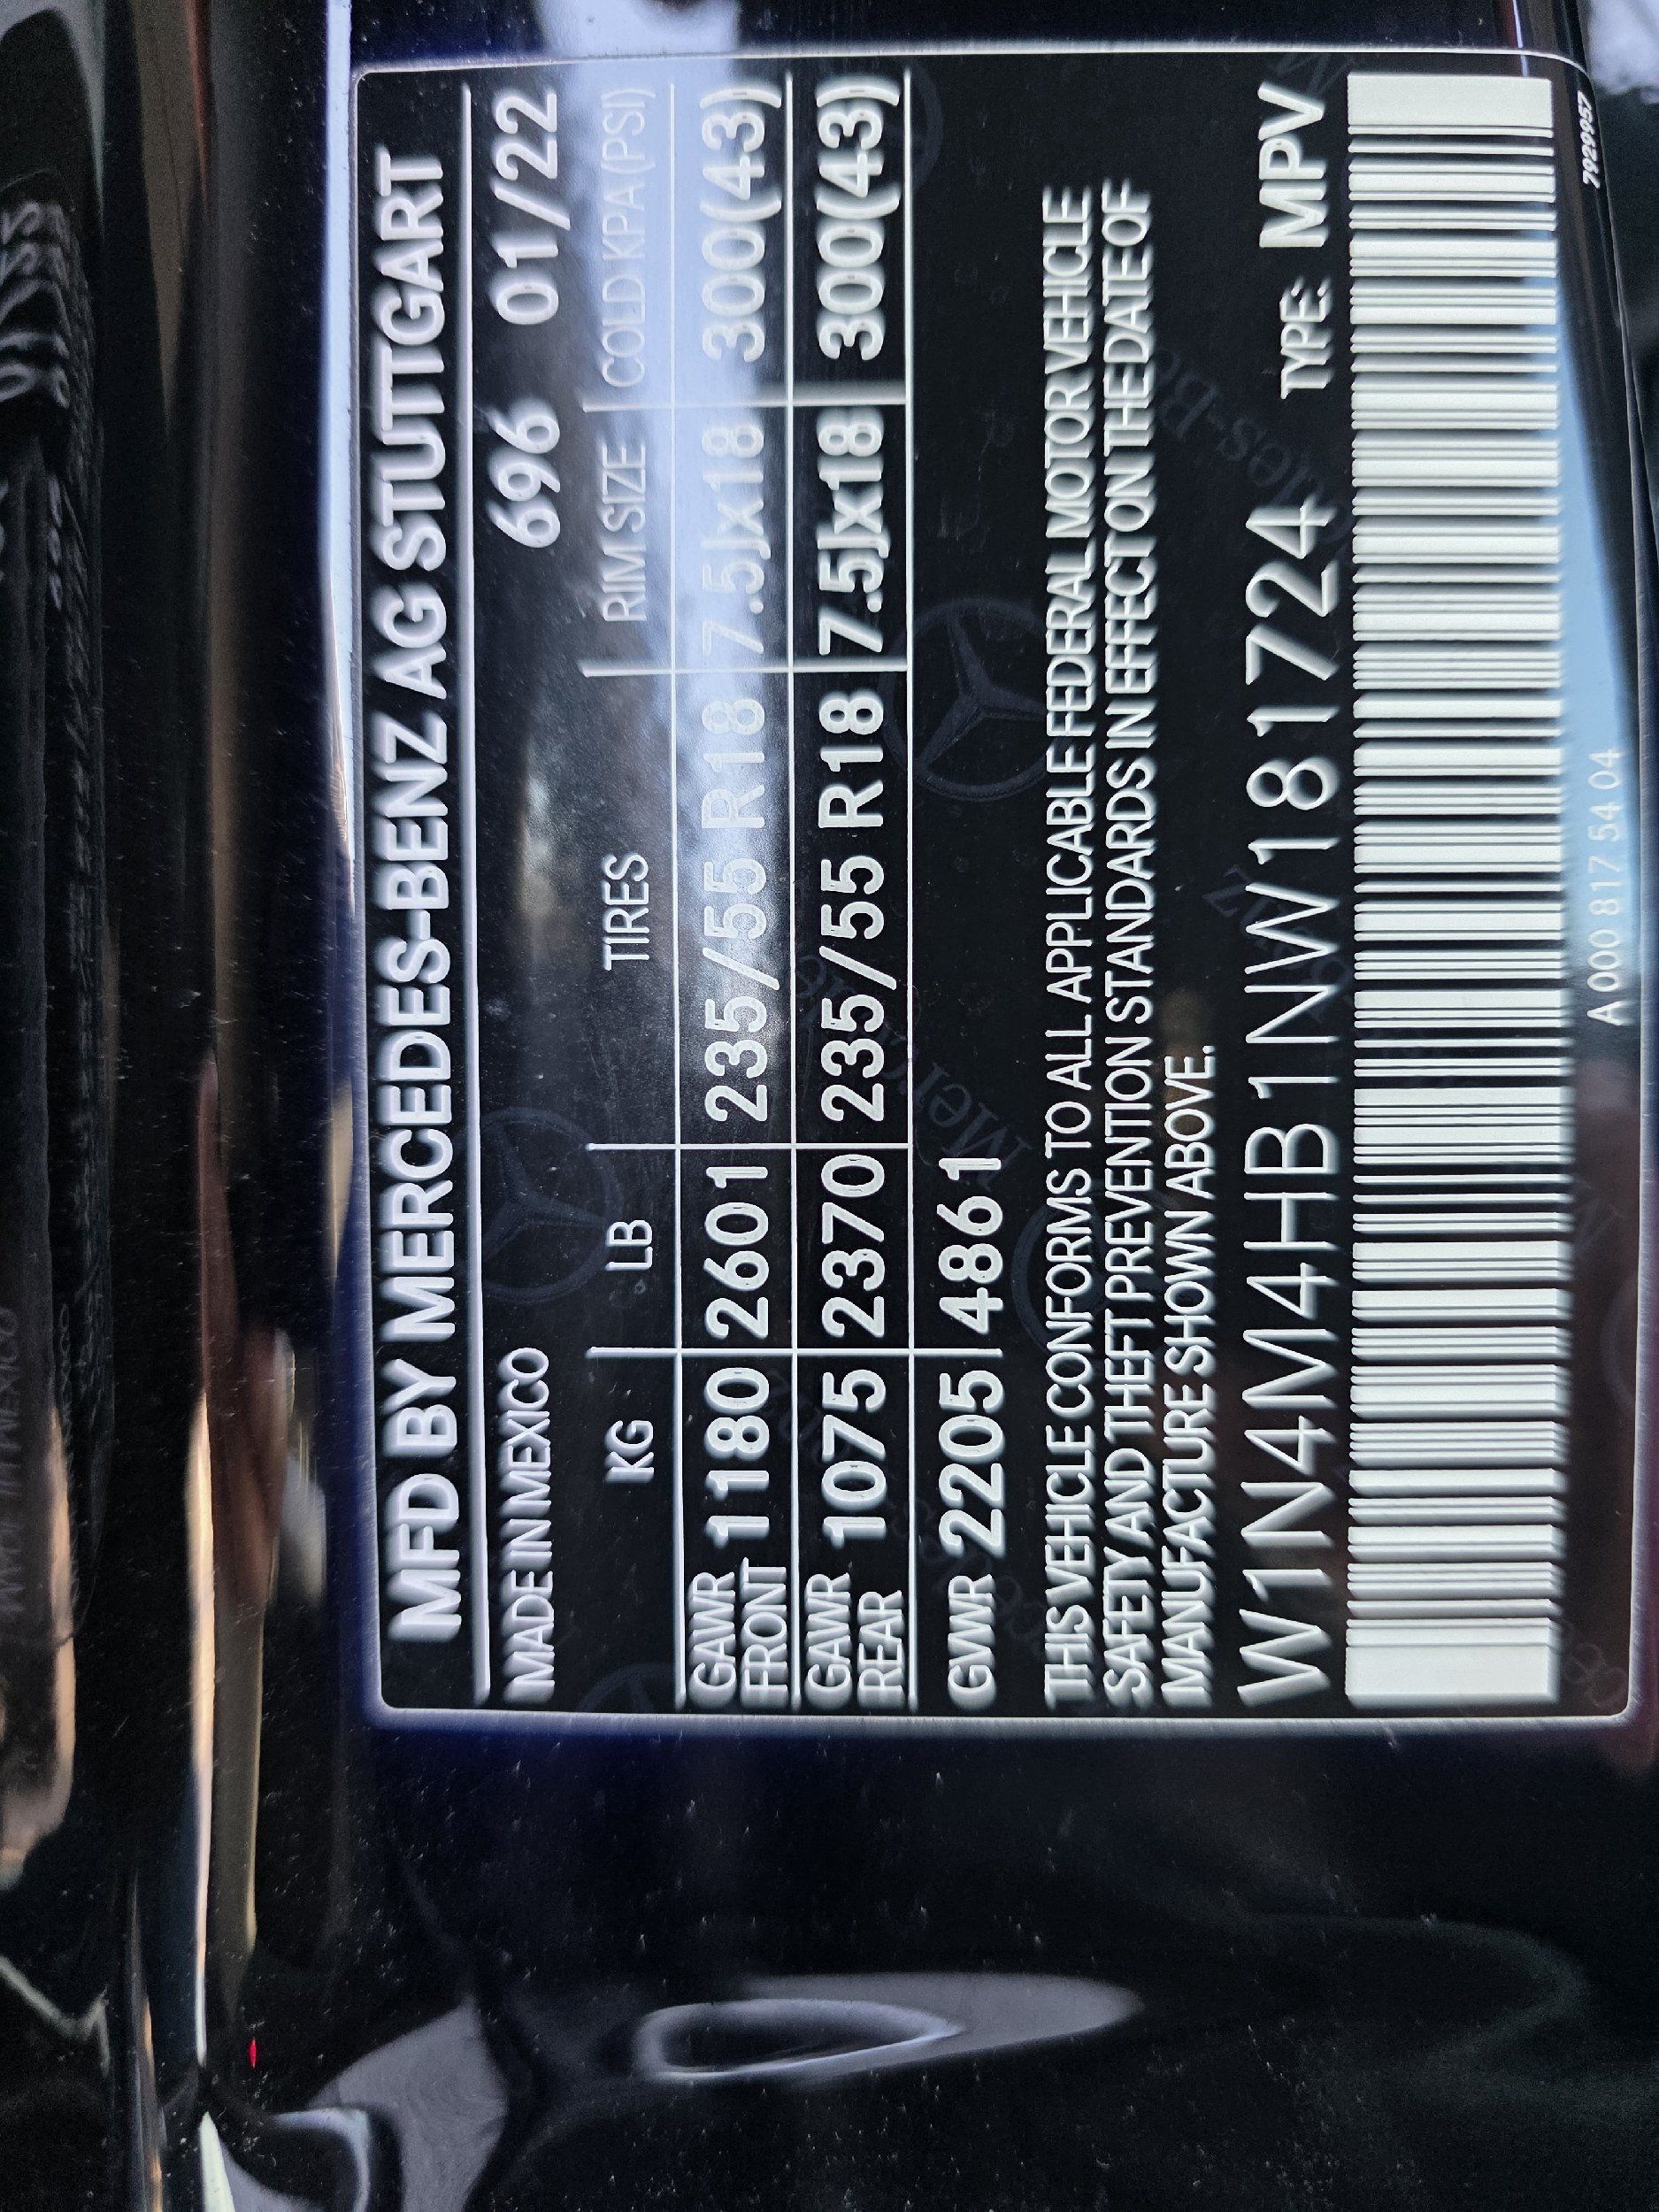 7929957
MFD BY MERCEDES-BENZ AG STUTTGART
MADE IN MEXICO 696 01/22
KG LB TIRES RIM SIZE COLD KPA (PSI)
GAWR FRONT 1180 2601 235/55 R18 7.5Jx18 300(43)
GAWR REAR 1075 2370 235/55 R18 7.5Jx18 300(43)
GVWR 2205 4861
THIS VEHICLE CONFORMS TO ALL APPLICABLE FEDERAL MOTOR VEHICLE
SAFETY AND THEFT PREVENTION STANDARDS IN EFFECT ON THE DATE OF
MANUFACTURE SHOWN ABOVE.
W1N4M4HB1NW181724 TYPE: MPV
A 000 817 54 04